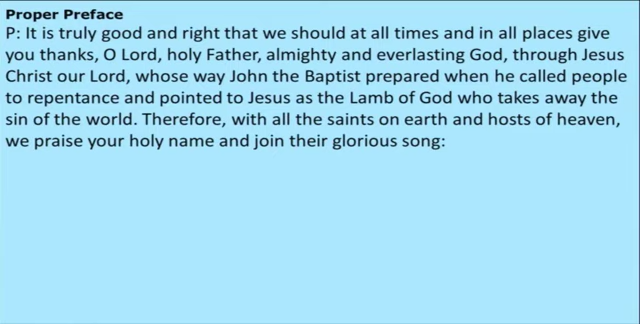 Proper Preface
P: It is truly good and right that we should at all times and in all places give
you thanks, O Lord, holy Father, almighty and everlasting God, through Jesus
Christ our Lord, whose way John the Baptist prepared when he called people
to repentance and pointed to Jesus as the Lamb of God who takes away the
sin of the world. Therefore, with all the saints on earth and hosts of heaven,
we praise your holy name and join their glorious song: